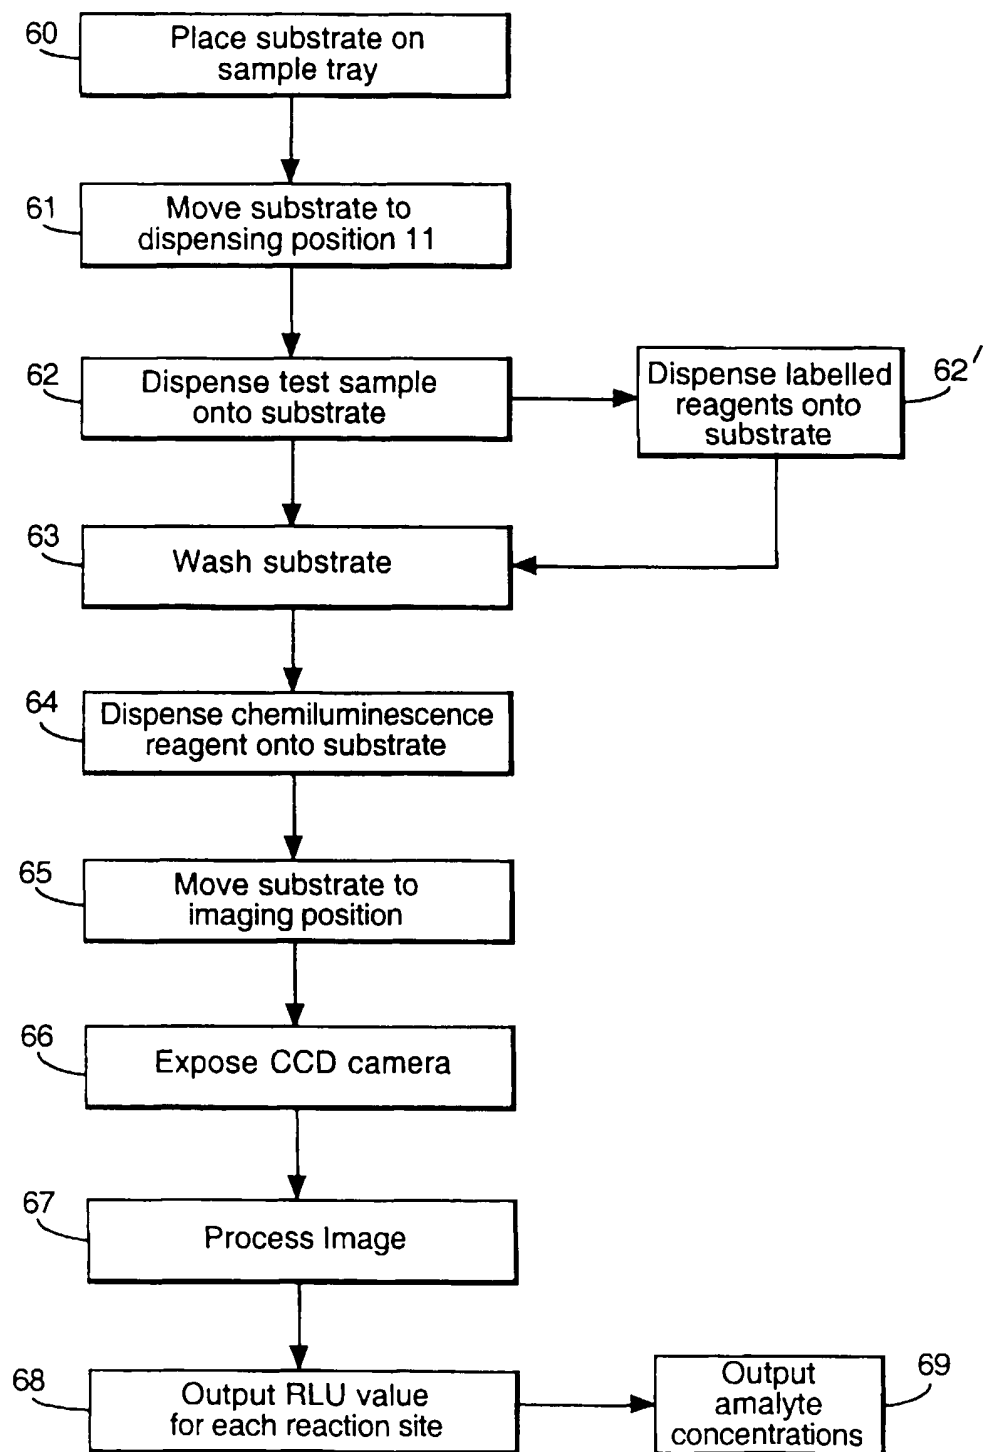 60
Place substrate on
sample tray
61
Move substrate to
dispensing position 11
62
Dispense test sample
onto substrate
Dispense labelled
reagents onto
substrate
62'
63
Wash substrate
64
Dispense chemiluminescence
reagent onto substrate
65
Move substrate to
imaging position
66
Expose CCD camera
67
Process Image
68
Output RLU value
for each reaction site
Output
amalyte
concentrations
69